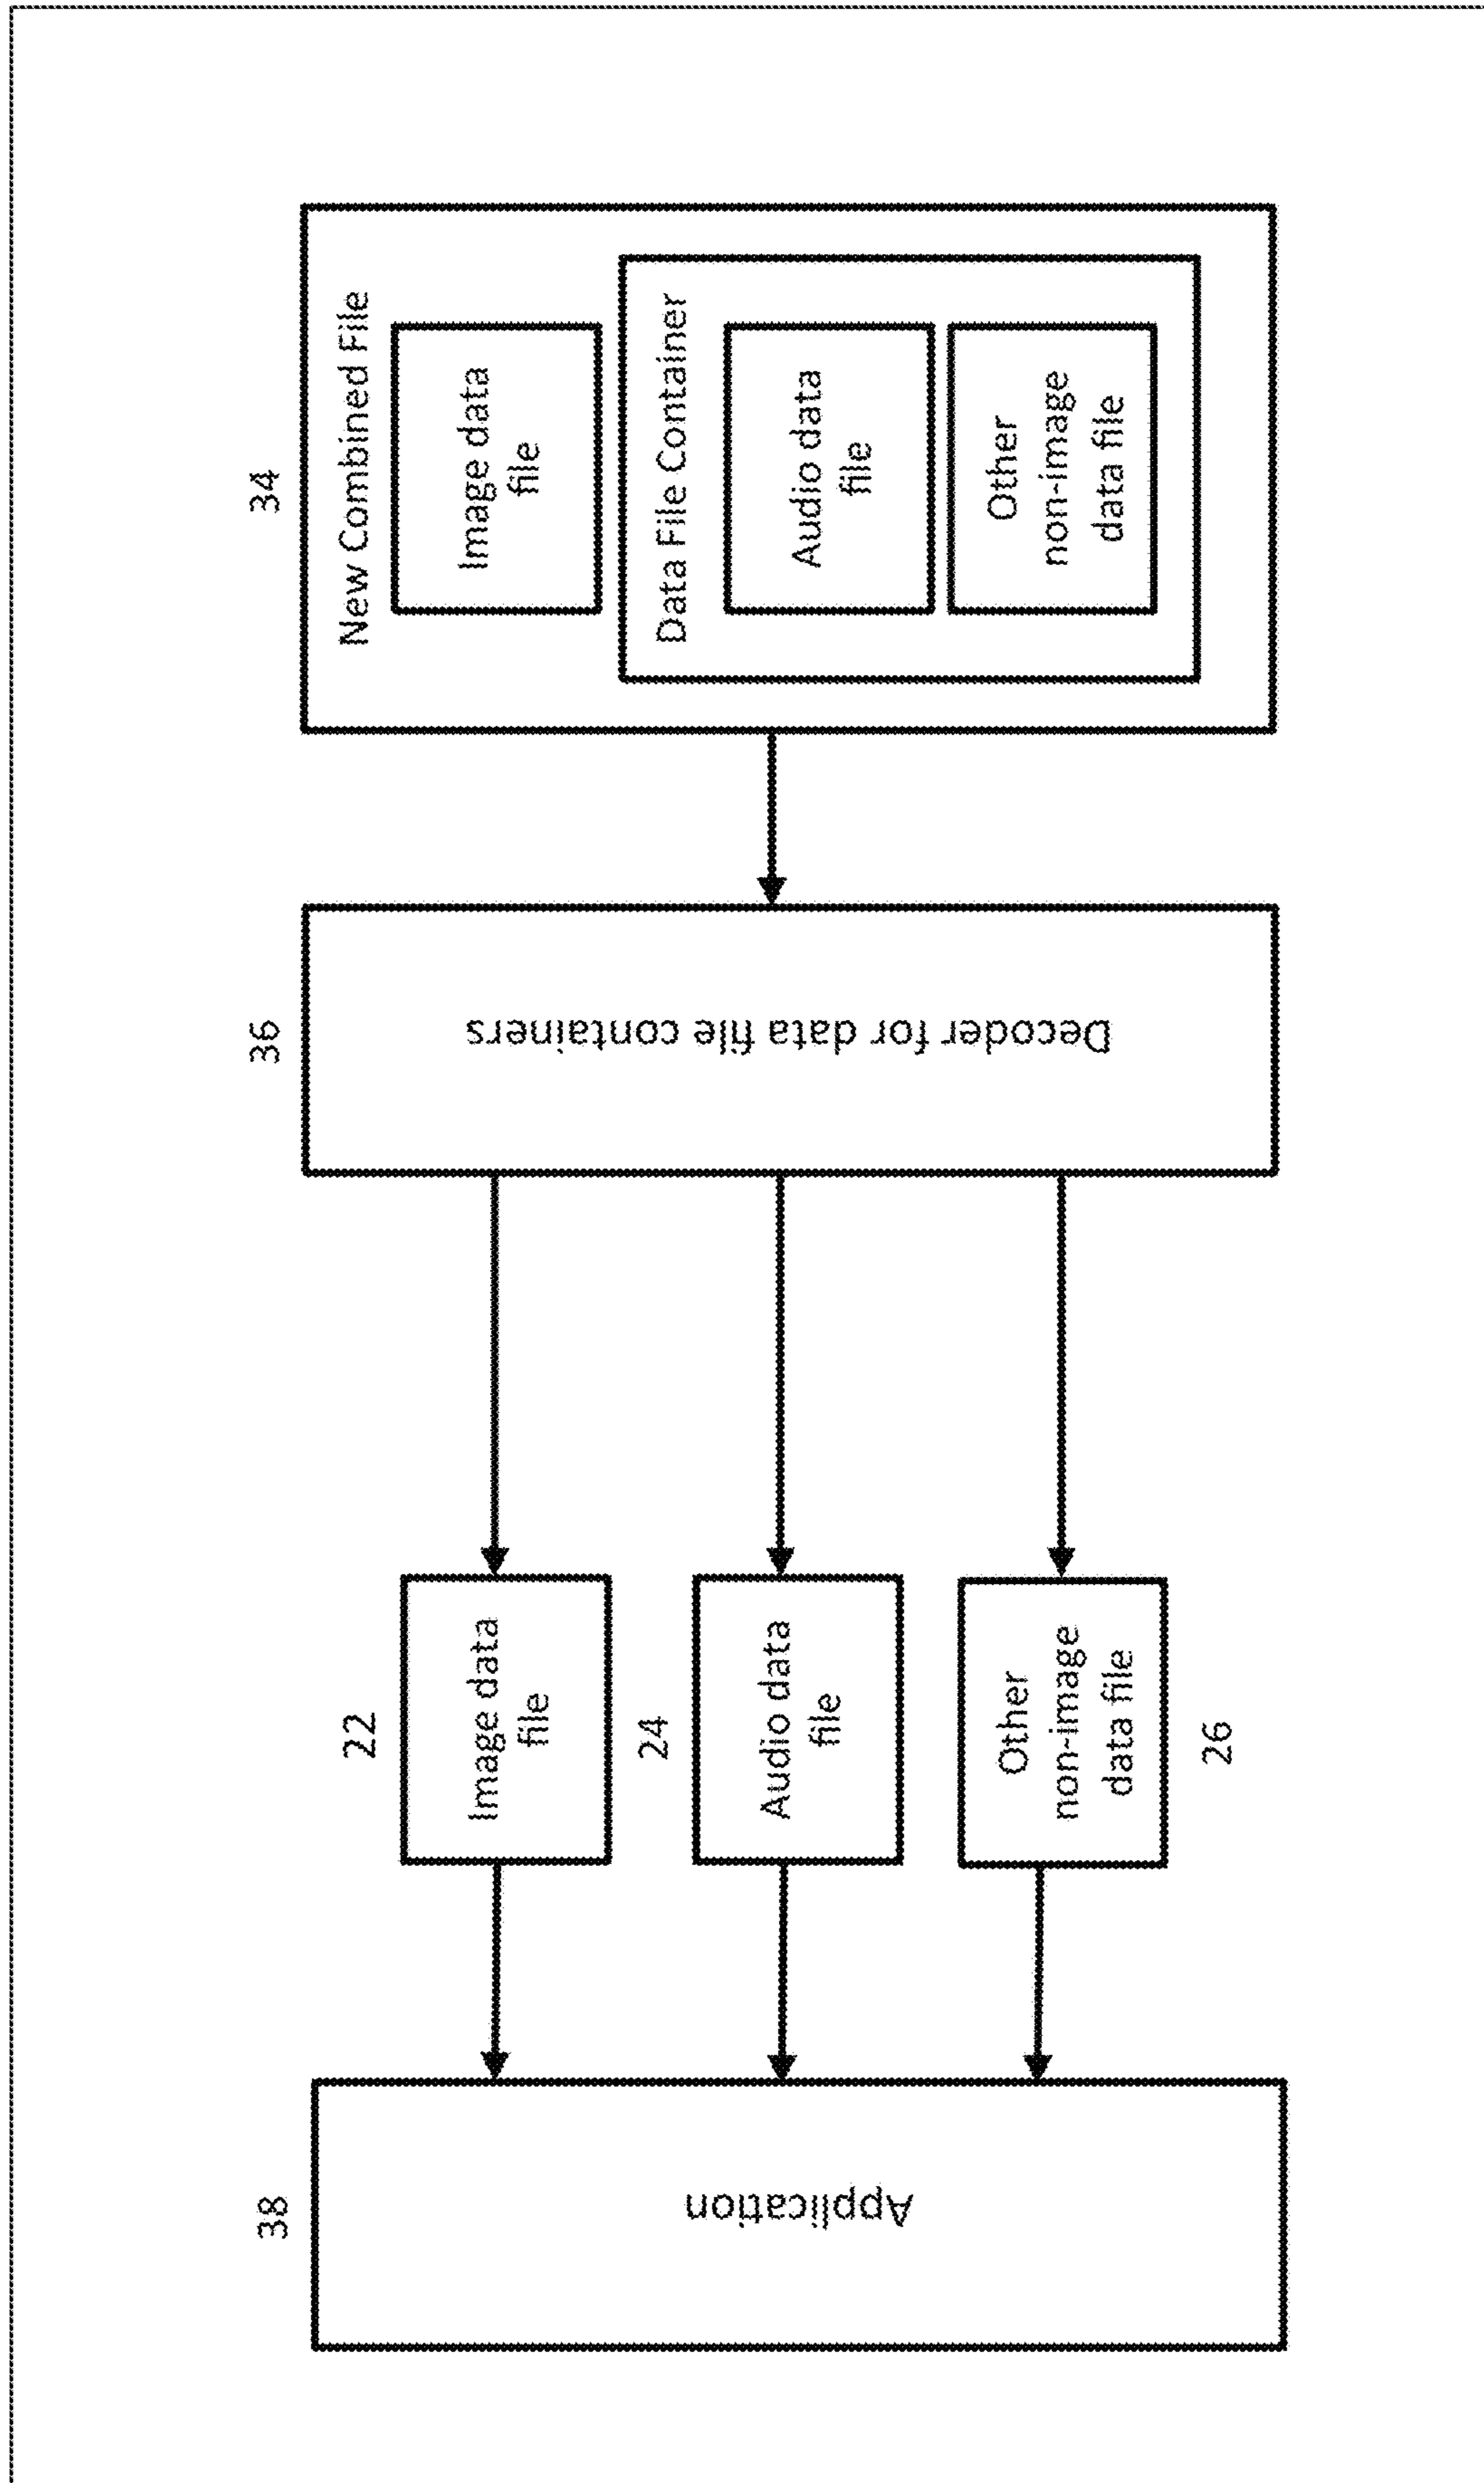 34
New Combined File
Image data
file
Data File Container
Audio data
file
Other
non-image
data file
36
Decoder for data file containers
22
Image data
file
24
Audio data
file
Other
non-image
data file
26
38
Application